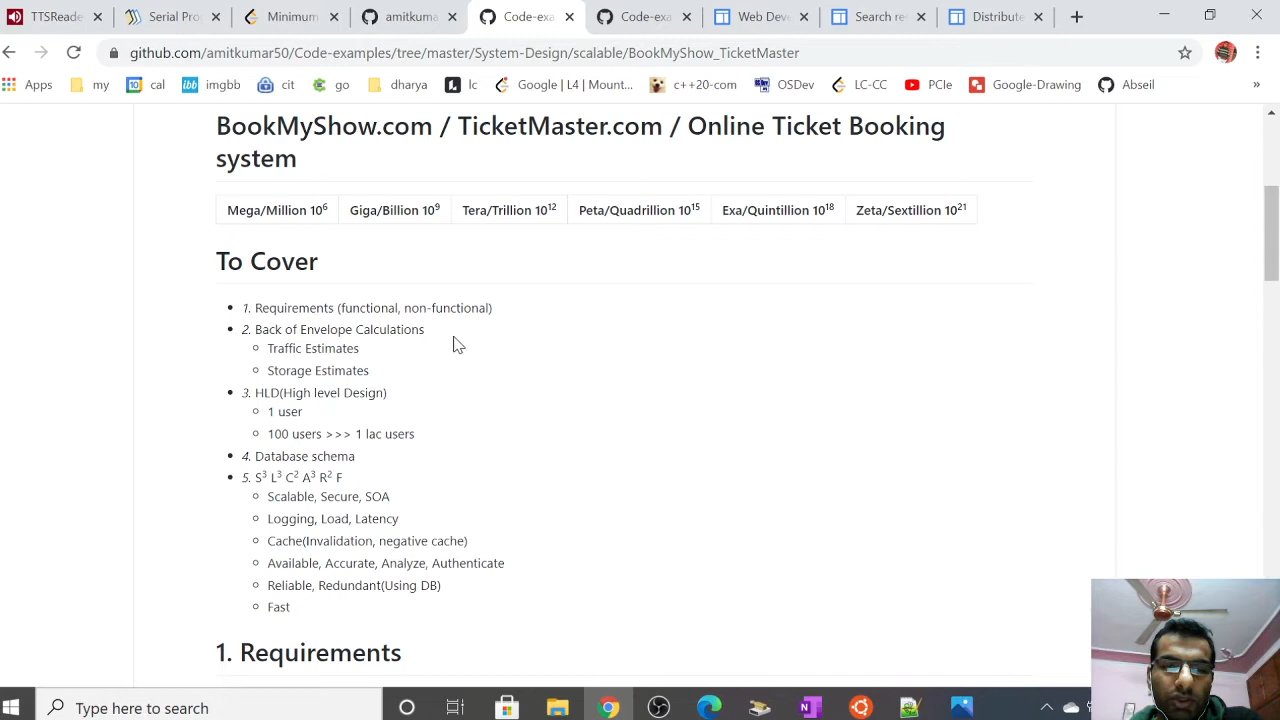 TTSReade
Serial Pro
Minimum
amitkuma
Code-exa
Code-exa
Web Dev
Search re
Distribute
github.com/amitkumar50/Code-examples/tree/master/System-Design/scalable/BookMyShow_TicketMaster
Apps
my
cal
imgbb
cit
go
dharya
lc
Google | L4 | Mount...
c++20-com
OSDev
LC-CC
PCIe
Google-Drawing
Abseil
»
BookMyShow.com / TicketMaster.com / Online Ticket Booking
system
Mega/Million 10⁶ Giga/Billion 10⁹ Tera/Trillion 10¹² Peta/Quadrillion 10¹⁵ Exa/Quintillion 10¹⁸ Zeta/Sextillion 10²¹
To Cover
1. Requirements (functional, non-functional)
2. Back of Envelope Calculations
Traffic Estimates
Storage Estimates
3. HLD(High level Design)
1 user
100 users >>> 1 lac users
4. Database schema
5. S³ L³ C² A³ R² F
Scalable, Secure, SOA
Logging, Load, Latency
Cache(Invalidation, negative cache)
Available, Accurate, Analyze, Authenticate
Reliable, Redundant(Using DB)
Fast
1. Requirements
Type here to search